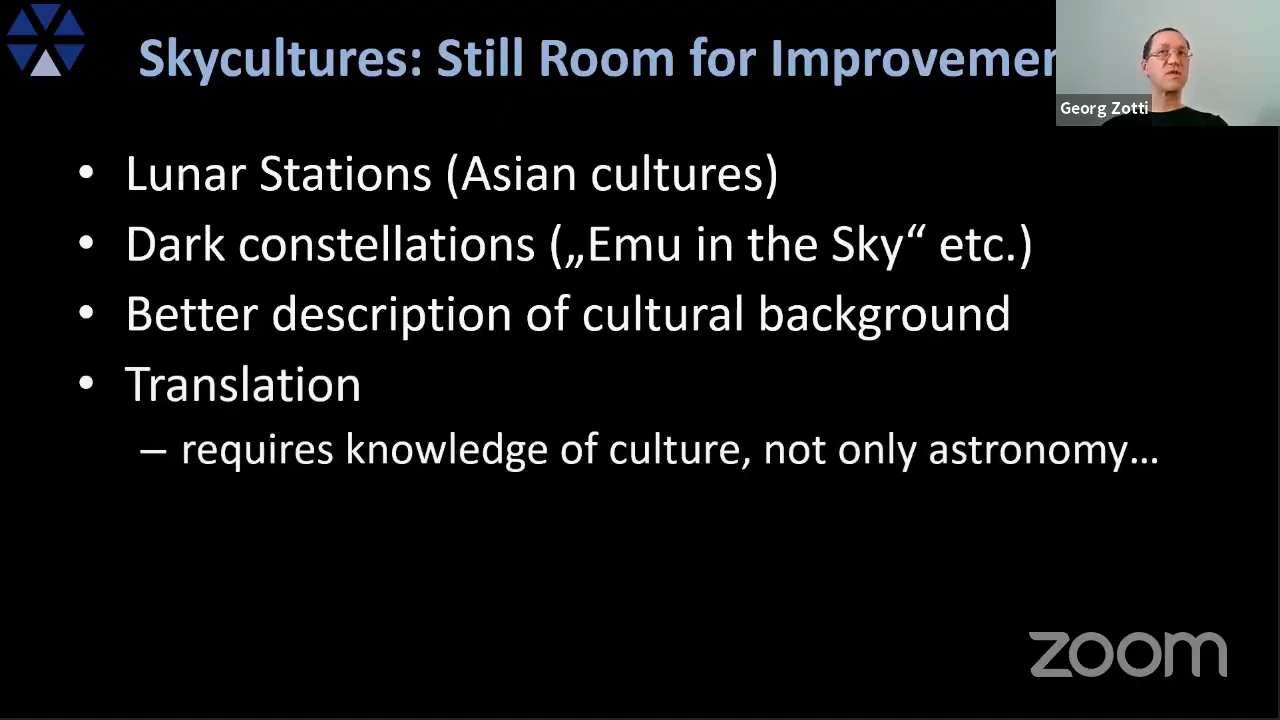 Skycultures: Still Room for Improvemen
Georg Zotti
• Lunar Stations (Asian cultures)
• Dark constellations („Emu in the Sky“ etc.)
• Better description of cultural background
• Translation
– requires knowledge of culture, not only astronomy…
zoom